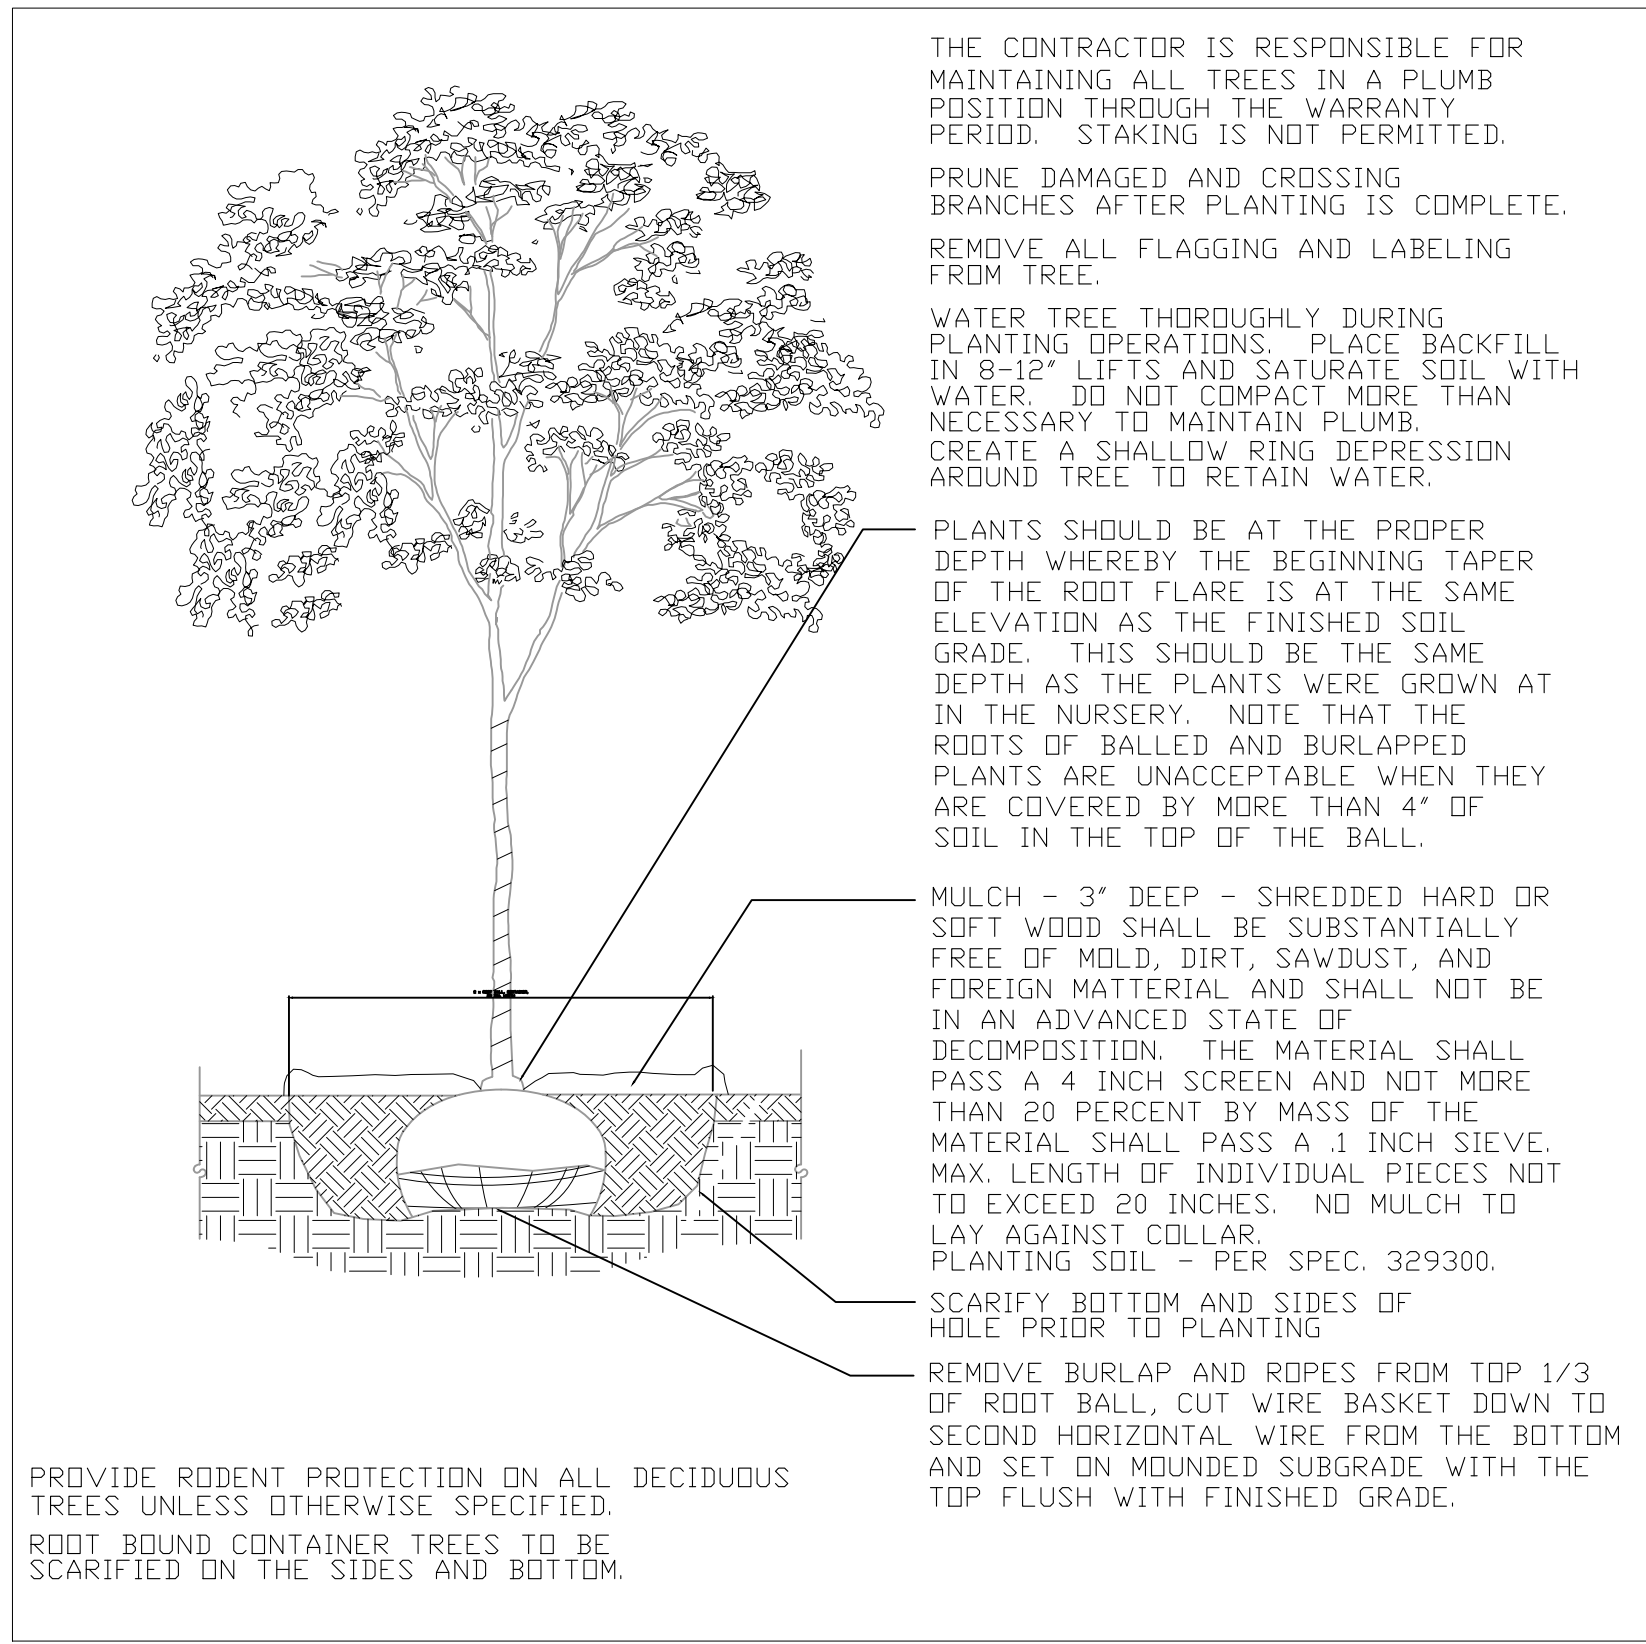 THE CONTRACTOR IS RESPONSIBLE FOR
MAINTAINING ALL TREES IN A PLUMB
POSITION THROUGH THE WARRANTY
PERIOD. STAKING IS NOT PERMITTED.
PRUNE DAMAGED AND CROSSING
BRANCHES AFTER PLANTING IS COMPLETE.
REMOVE ALL FLAGGING AND LABELING
FROM TREE.
WATER TREE THOROUGHLY DURING
PLANTING OPERATIONS. PLACE BACKFILL
IN 8-12" LIFTS AND SATURATE SOIL WITH
WATER. DO NOT COMPACT MORE THAN
NECESSARY TO MAINTAIN PLUMB.
CREATE A SHALLOW RING DEPRESSION
AROUND TREE TO RETAIN WATER.
PLANTS SHOULD BE AT THE PROPER
DEPTH WHEREBY THE BEGINNING TAPER
OF THE ROOT FLARE IS AT THE SAME
ELEVATION AS THE FINISHED SOIL
GRADE. THIS SHOULD BE THE SAME
DEPTH AS THE PLANTS WERE GROWN AT
IN THE NURSERY. NOTE THAT THE
ROOTS OF BALLED AND BURLAPPED
PLANTS ARE UNACCEPTABLE WHEN THEY
ARE COVERED BY MORE THAN 4" OF
SOIL IN THE TOP OF THE BALL.
MULCH - 3" DEEP - SHREDDED HARD OR
SOFT WOOD SHALL BE SUBSTANTIALLY
FREE OF MOLD, DIRT, SAWDUST, AND
FOREIGN MATTERIAL AND SHALL NOT BE
IN AN ADVANCED STATE OF
DECOMPOSITION. THE MATERIAL SHALL
PASS A 4 INCH SCREEN AND NOT MORE
THAN 20 PERCENT BY MASS OF THE
MATERIAL SHALL PASS A .1 INCH SIEVE.
MAX. LENGTH OF INDIVIDUAL PIECES NOT
TO EXCEED 20 INCHES. NO MULCH TO
LAY AGAINST COLLAR.
PLANTING SOIL - PER SPEC. 329300.
SCARIFY BOTTOM AND SIDES OF
HOLE PRIOR TO PLANTING
REMOVE BURLAP AND ROPES FROM TOP 1/3
OF ROOT BALL, CUT WIRE BASKET DOWN TO
SECOND HORIZONTAL WIRE FROM THE BOTTOM
AND SET ON MOUNDED SUBGRADE WITH THE
TOP FLUSH WITH FINISHED GRADE.
PROVIDE RODENT PROTECTION ON ALL DECIDUOUS
TREES UNLESS OTHERWISE SPECIFIED.
ROOT BOUND CONTAINER TREES TO BE
SCARIFIED ON THE SIDES AND BOTTOM.